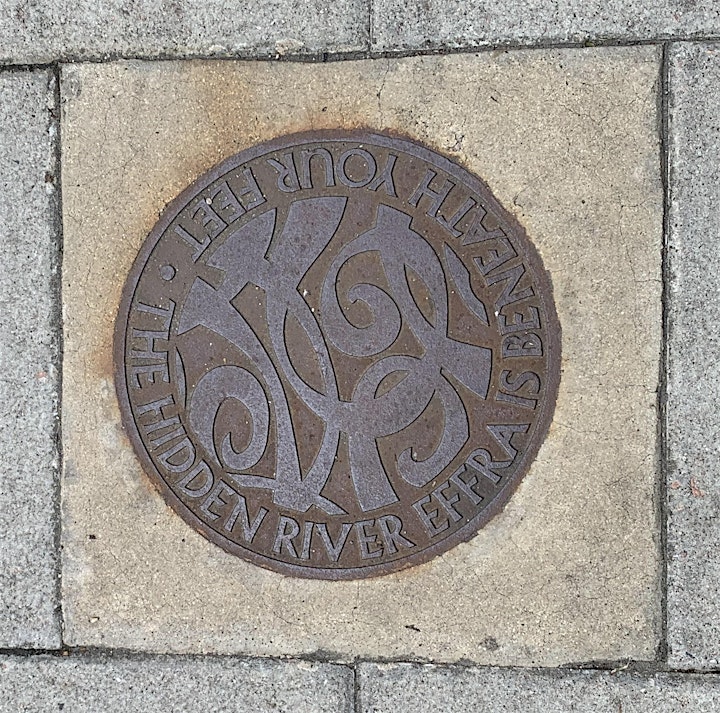 THE HIDDEN RIVER EFFRA IS BENEATH YOUR FEET •